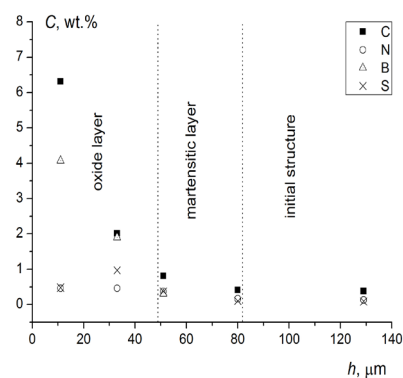 C, wt.%
8
7
6
5
4
3
2
1
0
C
N
B
S
oxide layer
martensitic layer
initial structure
0 20 40 60 80 100 120 140
h, μm